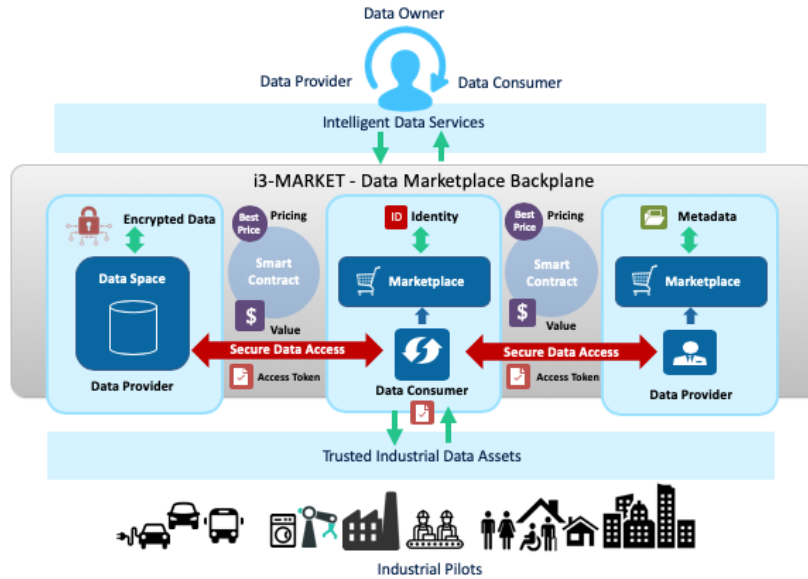 Data Owner
Data Provider
Data Consumer
Intelligent Data Services
i3-MARKET - Data Marketplace Backplane
Encrypted Data
Best
Price
Pricing
ID
Identity
Best
Price
Pricing
Metadata
Data Space
Smart
Contract
Marketplace
Smart
Contract
Marketplace
$
Value
$
Value
Secure Data Access
Secure Data Access
Data Provider
Access Token
Data Consumer
Access Token
Data Provider
Trusted Industrial Data Assets
Industrial Pilots